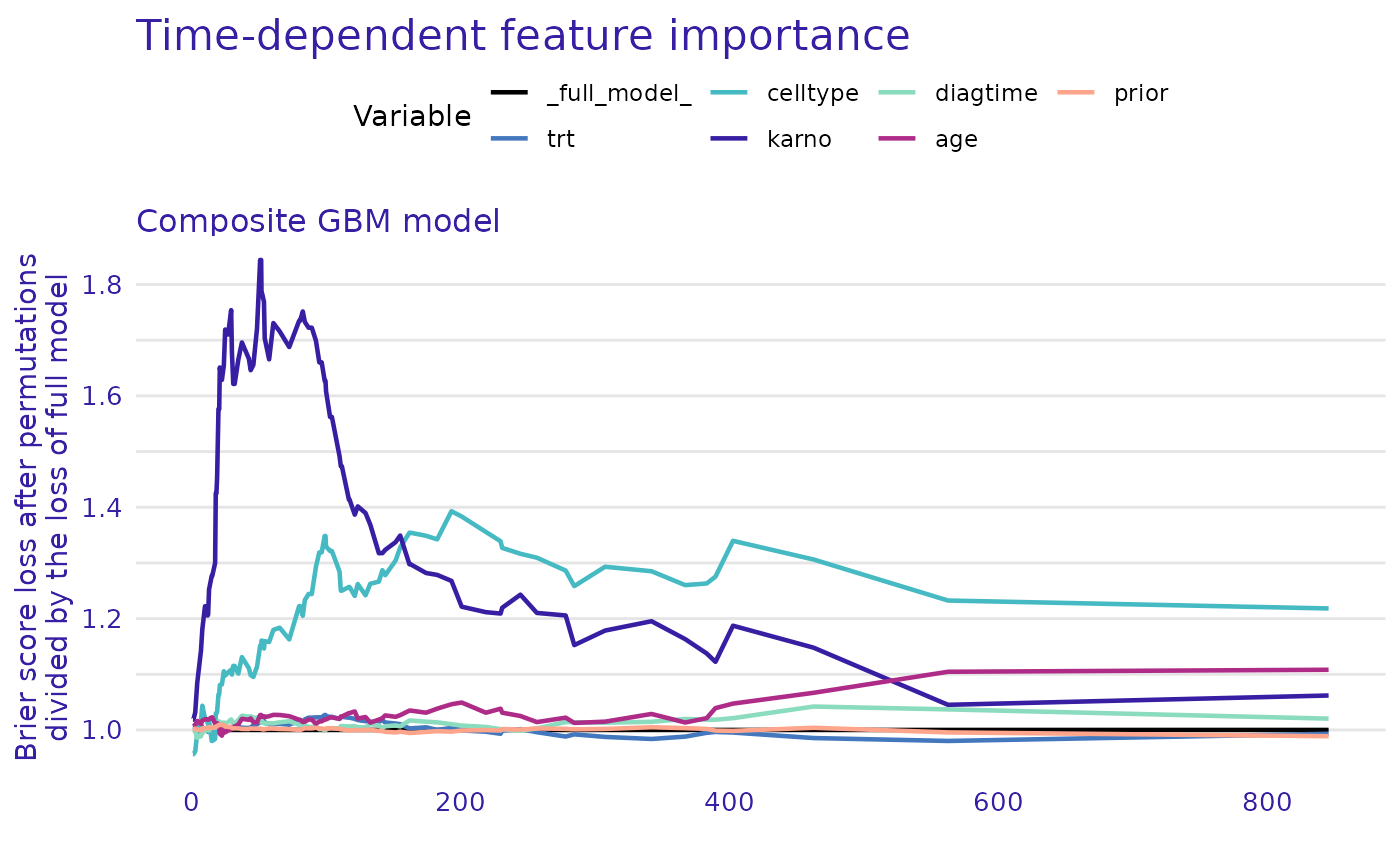 Time-dependent feature importance
Variable
_full_model_ celltype diagtime prior
trt karno age
Composite GBM model
Brier score loss after permutations
divided by the loss of full model
1.8
1.6
1.4
1.2
1.0
0 200 400 600 800